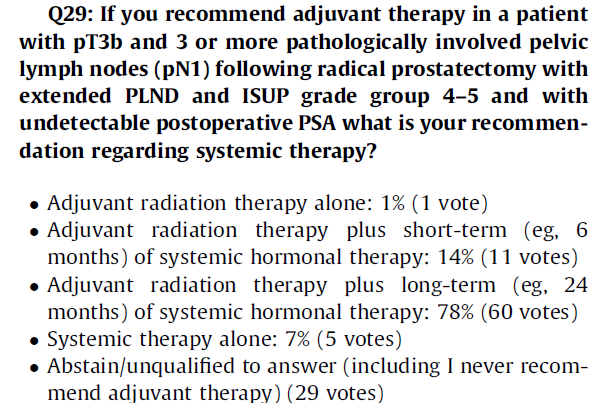 Q29: If you recommend adjuvant therapy in a patient
with pT3b and 3 or more pathologically involved pelvic
lymph nodes (pN1) following radical prostatectomy with
extended PLND and ISUP grade group 4–5 and with
undetectable postoperative PSA what is your recommen-
dation regarding systemic therapy?
• Adjuvant radiation therapy alone: 1% (1 vote)
• Adjuvant radiation therapy plus short-term (eg, 6
months) of systemic hormonal therapy: 14% (11 votes)
• Adjuvant radiation therapy plus long-term (eg, 24
months) of systemic hormonal therapy: 78% (60 votes)
• Systemic therapy alone: 7% (5 votes)
• Abstain/unqualified to answer (including I never recom-
mend adjuvant therapy) (29 votes)